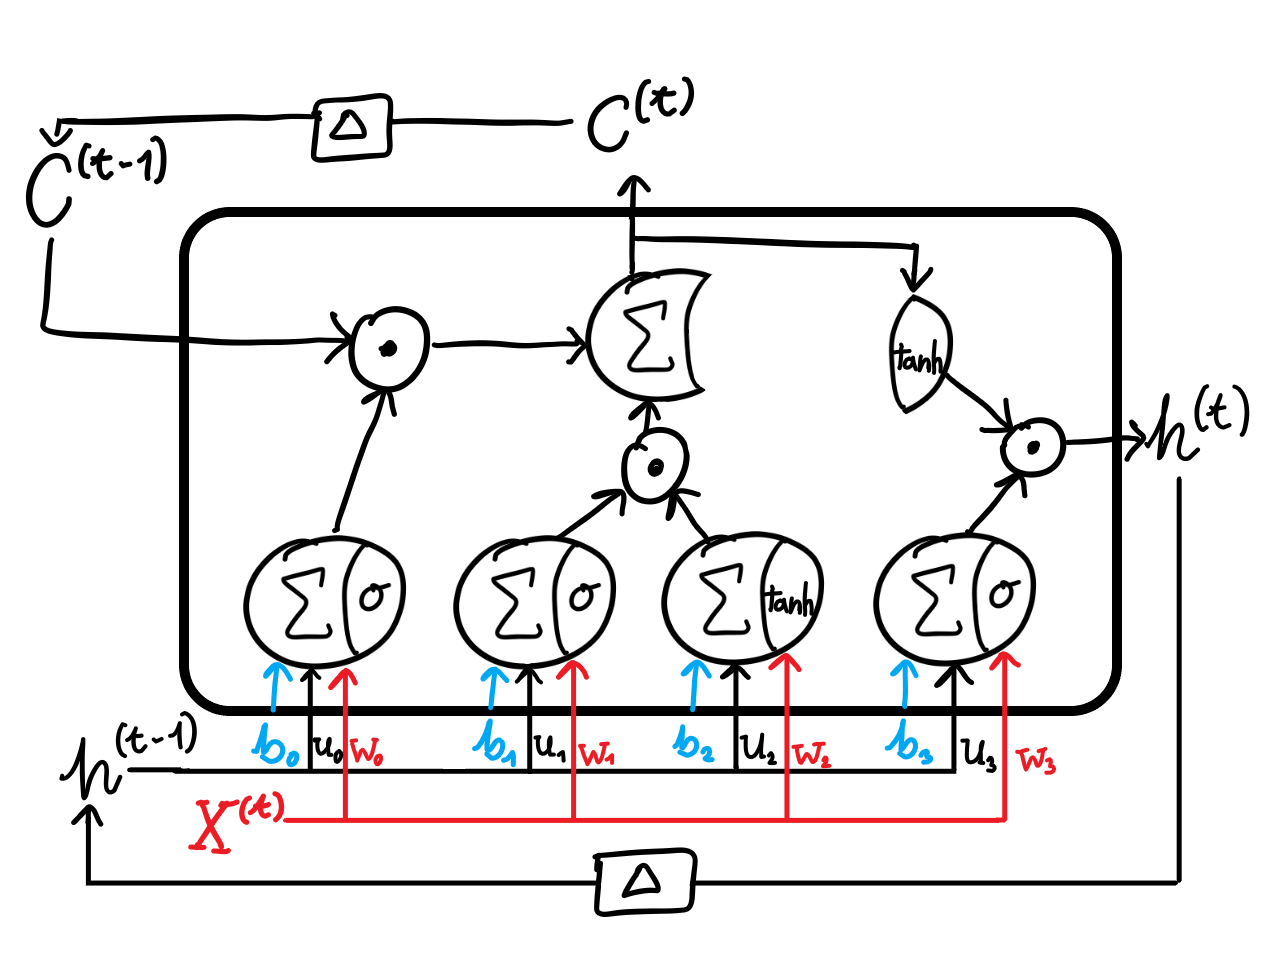 C(t)
Δ
C(t-1)
Σ
tanh
h(t)
Σ σ
Σ σ
Σ tanh
Σ σ
h(t-1)
b0 u0 w0
b1 u1 w1
b2 u2 w2
b3 u3 w3
X(t)
Δ